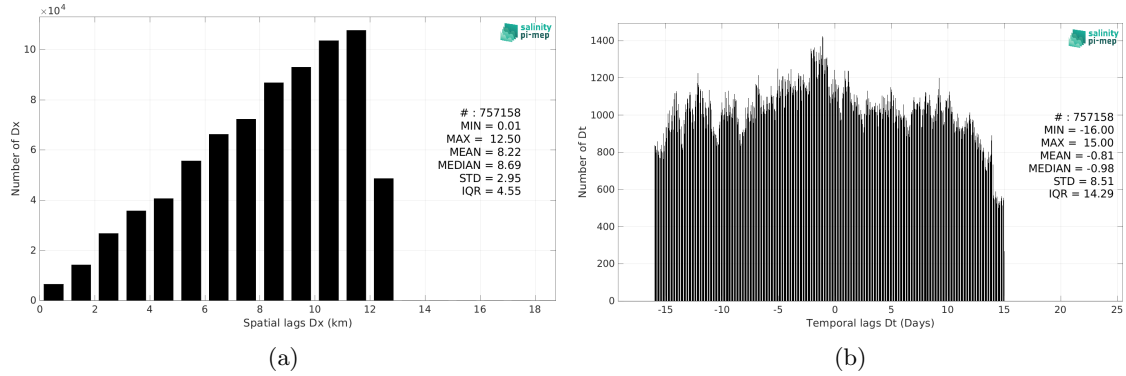 ×10⁴
10
8
6
4
2
0
Number of Dx
salinity
pi-mep
# : 757158
MIN = 0.01
MAX = 12.50
MEAN = 8.22
MEDIAN = 8.69
STD = 2.95
IQR = 4.55
0 2 4 6 8 10 12 14 16 18
Spatial lags Dx (km)
(a)
1400
1200
1000
800
600
400
200
0
Number of Dt
salinity
pi-mep
# : 757158
MIN = -16.00
MAX = 15.00
MEAN = -0.81
MEDIAN = -0.98
STD = 8.51
IQR = 14.29
-15 -10 -5 0 5 10 15 20 25
Temporal lags Dt (Days)
(b)